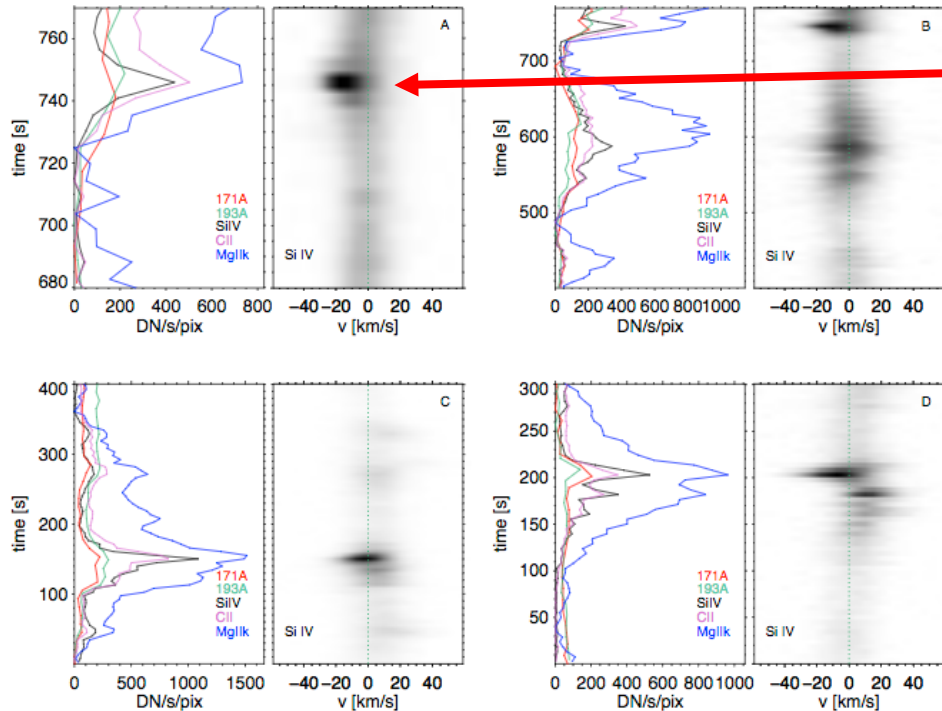 A
760
740
720
700
680
time [s]
171A
193A
SiIV
CII
MgIIk
0 200 400 600 800
DN/s/pix
Si IV
−40 −20 0 20 40
v [km/s]
B
700
600
500
time [s]
171A
193A
SiIV
CII
MgIIk
0 200 400 600 800 1000
DN/s/pix
Si IV
−40 −20 0 20 40
v [km/s]
C
400
300
200
100
time [s]
171A
193A
SiIV
CII
MgIIk
0 500 1000 1500
DN/s/pix
Si IV
−40 −20 0 20 40
v [km/s]
D
300
250
200
150
100
50
time [s]
171A
193A
SiIV
CII
MgIIk
0 200 400 600 800 1000
DN/s/pix
Si IV
−40 −20 0 20 40
v [km/s]